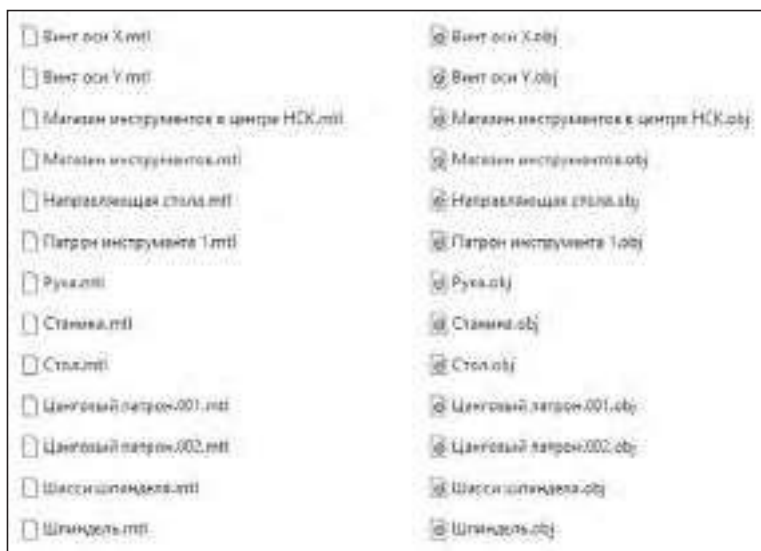 Винт оси X.mtl
Винт оси Y.mtl
Магазин инструментов в центре НСК.mtl
Магазин инструментов.mtl
Направляющая стола.mtl
Патрон инструмента 1.mtl
Рука.mtl
Станина.mtl
Стол.mtl
Цанговый патрон.001.mtl
Цанговый патрон.002.mtl
Шасси шпинделя.mtl
Шпиндель.mtl
Винт оси X.obj
Винт оси Y.obj
Магазин инструментов в центре НСК.obj
Магазин инструментов.obj
Направляющая стола.obj
Патрон инструмента 1.obj
Рука.obj
Станина.obj
Стол.obj
Цанговый патрон.001.obj
Цанговый патрон.002.obj
Шасси шпинделя.obj
Шпиндель.obj